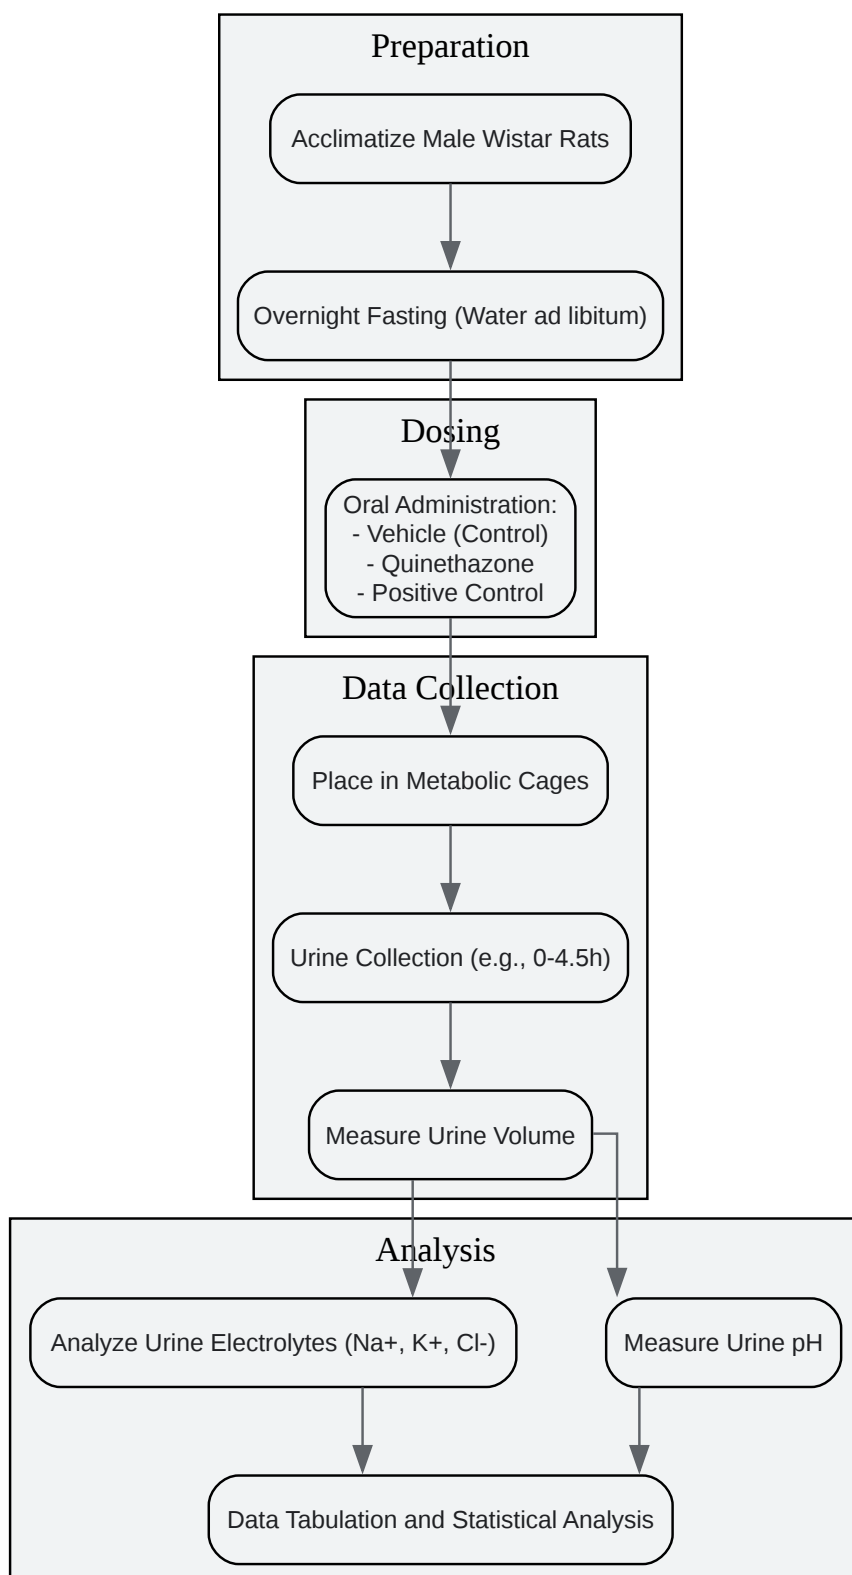 Preparation
Acclimatize Male Wistar Rats
Overnight Fasting (Water ad libitum)
Dosing
Oral Administration:
- Vehicle (Control)
- Quinethazone
- Positive Control
Data Collection
Place in Metabolic Cages
Urine Collection (e.g., 0-4.5h)
Measure Urine Volume
Analysis
Analyze Urine Electrolytes (Na+, K+, Cl-)
Measure Urine pH
Data Tabulation and Statistical Analysis